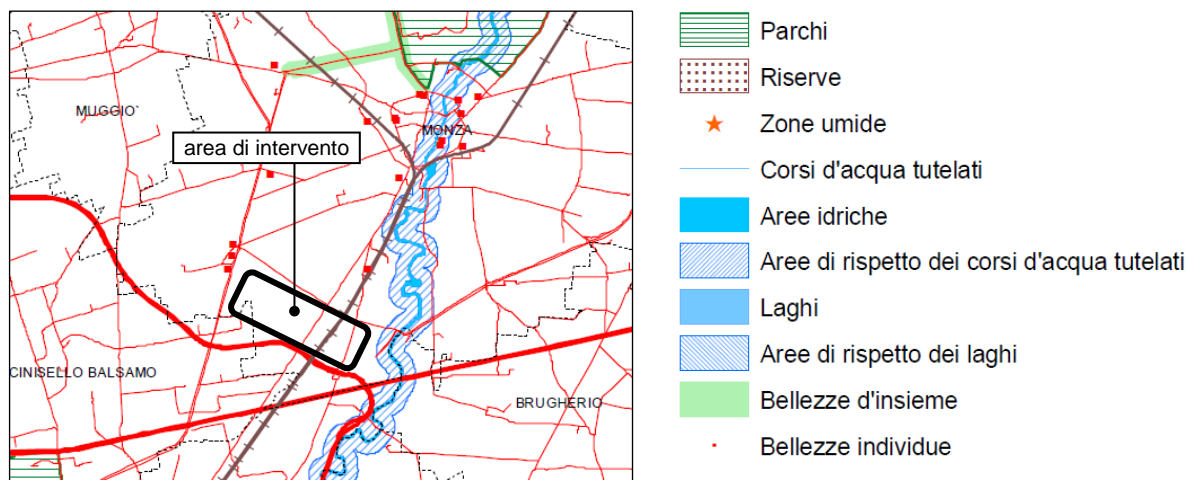 MUGGIO'
area di intervento
MONZA
CINISELLO BALSAMO
BRUGHERIO
Parchi
Riserve
Zone umide
Corsi d'acqua tutelati
Aree idriche
Aree di rispetto dei corsi d'acqua tutelati
Laghi
Aree di rispetto dei laghi
Bellezze d'insieme
Bellezze individue